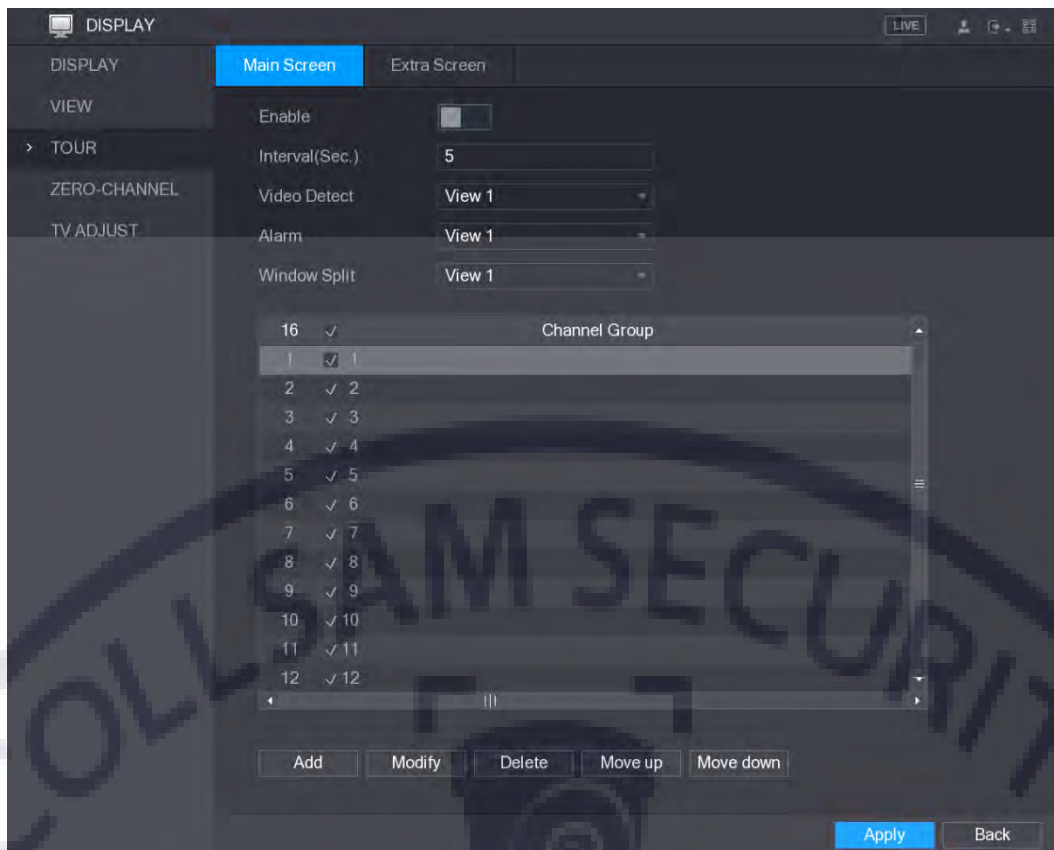 DISPLAY LIVE
DISPLAY
Main Screen Extra Screen
VIEW
Enable
TOUR
Interval(Sec.) 5
ZERO-CHANNEL
Video Detect View 1
TV ADJUST
Alarm View 1
Window Split View 1
16 Channel Group
1 1
2 2
3 3
4 4
5 5
6 6
7 7
8 8
9 9
10 10
11 11
12 12
Add Modify Delete Move up Move down
Apply Back
OLLSAM SECURIT